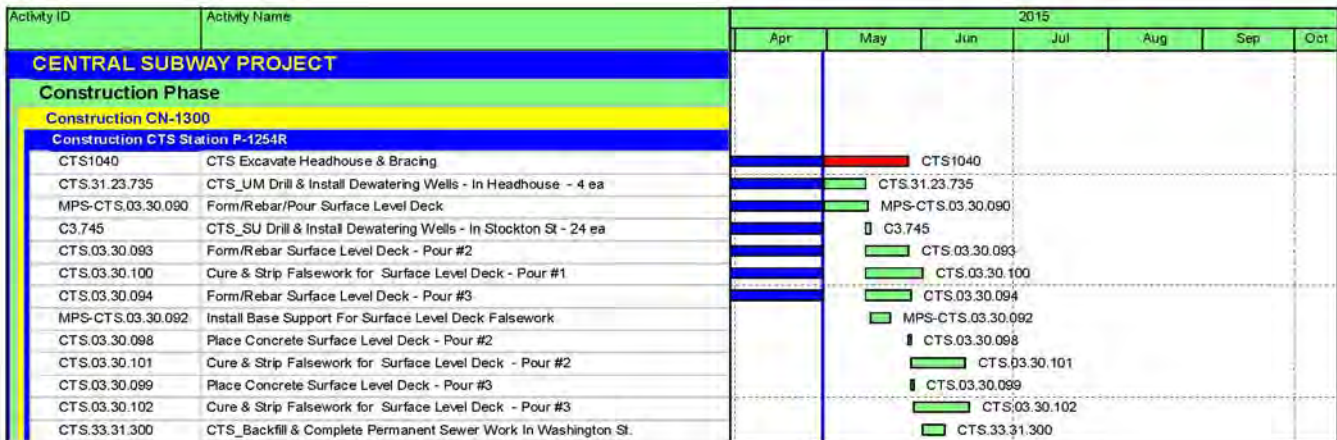 Activity ID Activity Name 2015
Apr May Jun Jul Aug Sep Oct
CENTRAL SUBWAY PROJECT
Construction Phase
Construction CN-1300
Construction CTS Station P-1254R
CTS1040 CTS Excavate Headhouse & Bracing CTS1040
CTS.31.23.735 CTS_UM Drill & Install Dewatering Wells - In Headhouse - 4 ea CTS.31.23.735
MPS-CTS.03.30.090 Form/Rebar/Pour Surface Level Deck MPS-CTS.03.30.090
C3.745 CTS_SU Drill & Install Dewatering Wells - In Stockton St - 24 ea C3.745
CTS.03.30.093 Form/Rebar Surface Level Deck - Pour #2 CTS.03.30.093
CTS.03.30.100 Cure & Strip Falsework for Surface Level Deck - Pour #1 CTS.03.30.100
CTS.03.30.094 Form/Rebar Surface Level Deck - Pour #3 CTS.03.30.094
MPS-CTS.03.30.092 Install Base Support For Surface Level Deck Falsework MPS-CTS.03.30.092
CTS.03.30.098 Place Concrete Surface Level Deck - Pour #2 CTS.03.30.098
CTS.03.30.101 Cure & Strip Falsework for Surface Level Deck - Pour #2 CTS.03.30.101
CTS.03.30.099 Place Concrete Surface Level Deck - Pour #3 CTS.03.30.099
CTS.03.30.102 Cure & Strip Falsework for Surface Level Deck - Pour #3 CTS.03.30.102
CTS.33.31.300 CTS_Backfill & Complete Permanent Sewer Work In Washington St. CTS.33.31.300